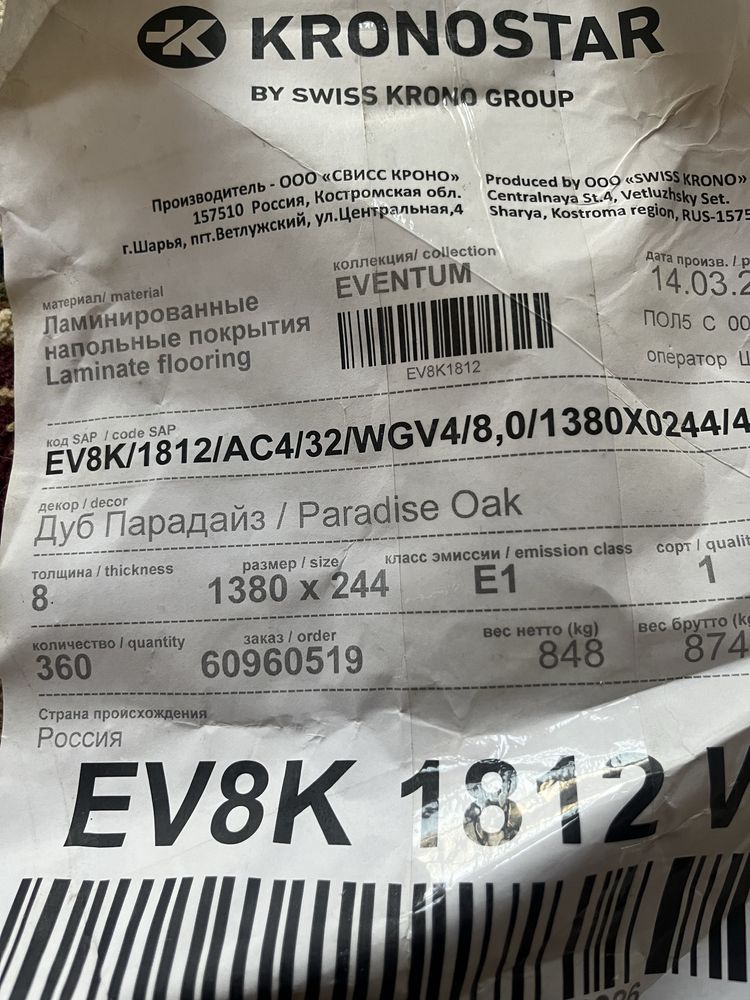 KRONOSTAR
BY SWISS KRONO GROUP
Производитель - ООО «СВИСС КРОНО»
157510 Россия, Костромская обл.
г.Шарья, пгт.Ветлужский, ул.Центральная,4
Produced by ООО «SWISS KRONO»
Centralnaya St.4, Vetluzhsky Set.
Sharya, Kostroma region, RUS-1575
материал/ material
Ламинированные
напольные покрытия
Laminate flooring
коллекция/ collection
EVENTUM
EV8K1812
дата произв. /
14.03.2
ПОЛ5 С 00
оператор
код SAP / code SAP
EV8K/1812/AC4/32/WGV4/8,0/1380X0244/4
декор / decor
Дуб Парадайз / Paradise Oak
толщина / thickness
8
размер / size
1380 x 244
класс эмиссии / emission class
E1
сорт / qualit
1
количество / quantity
360
заказ / order
60960519
вес нетто (kg)
848
вес брутто (kg
874
Страна происхождения
Россия
EV8K 1812